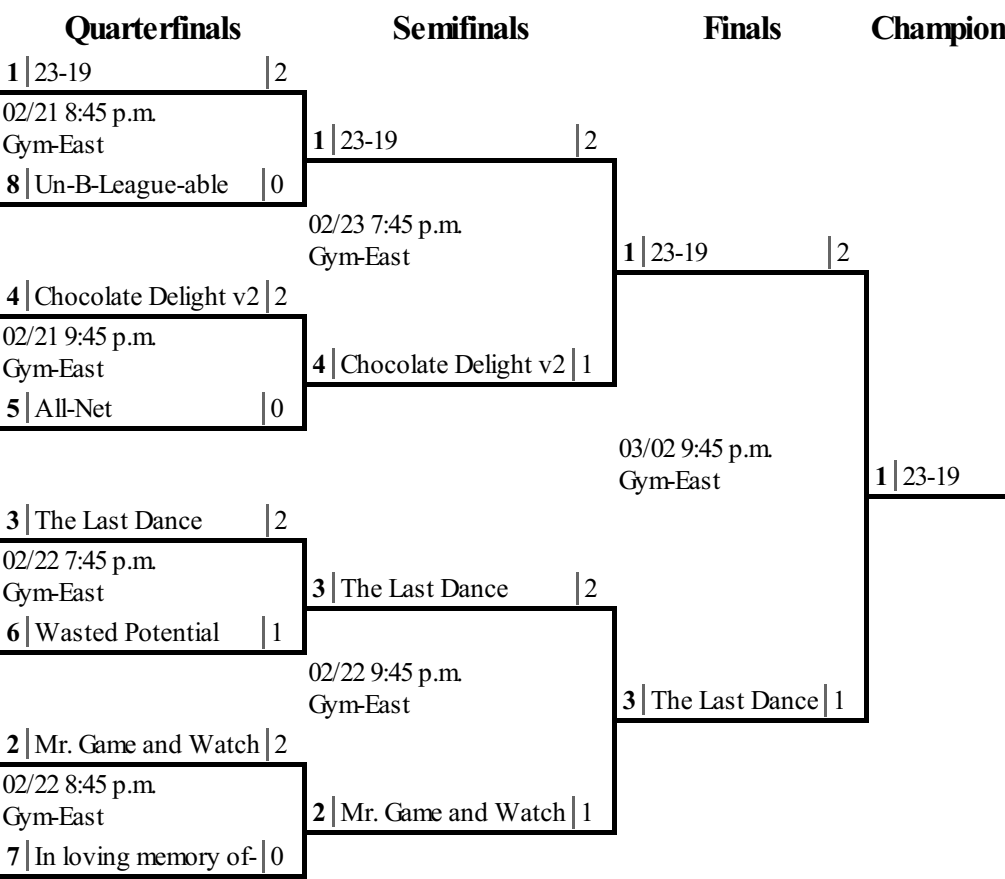 Quarterfinals Semifinals Finals Champion
1 23-19 2
02/21 8:45 p.m.
Gym-East
8 Un-B-League-able 0
4 Chocolate Delight v2 2
02/21 9:45 p.m.
Gym-East
5 All-Net 0
3 The Last Dance 2
02/22 7:45 p.m.
Gym-East
6 Wasted Potential 1
2 Mr. Game and Watch 2
02/22 8:45 p.m.
Gym-East
7 In loving memory of- 0
1 23-19 2
02/23 7:45 p.m.
Gym-East
4 Chocolate Delight v2 1
3 The Last Dance 2
02/22 9:45 p.m.
Gym-East
2 Mr. Game and Watch 1
1 23-19 2
03/02 9:45 p.m.
Gym-East
3 The Last Dance 1
1 23-19